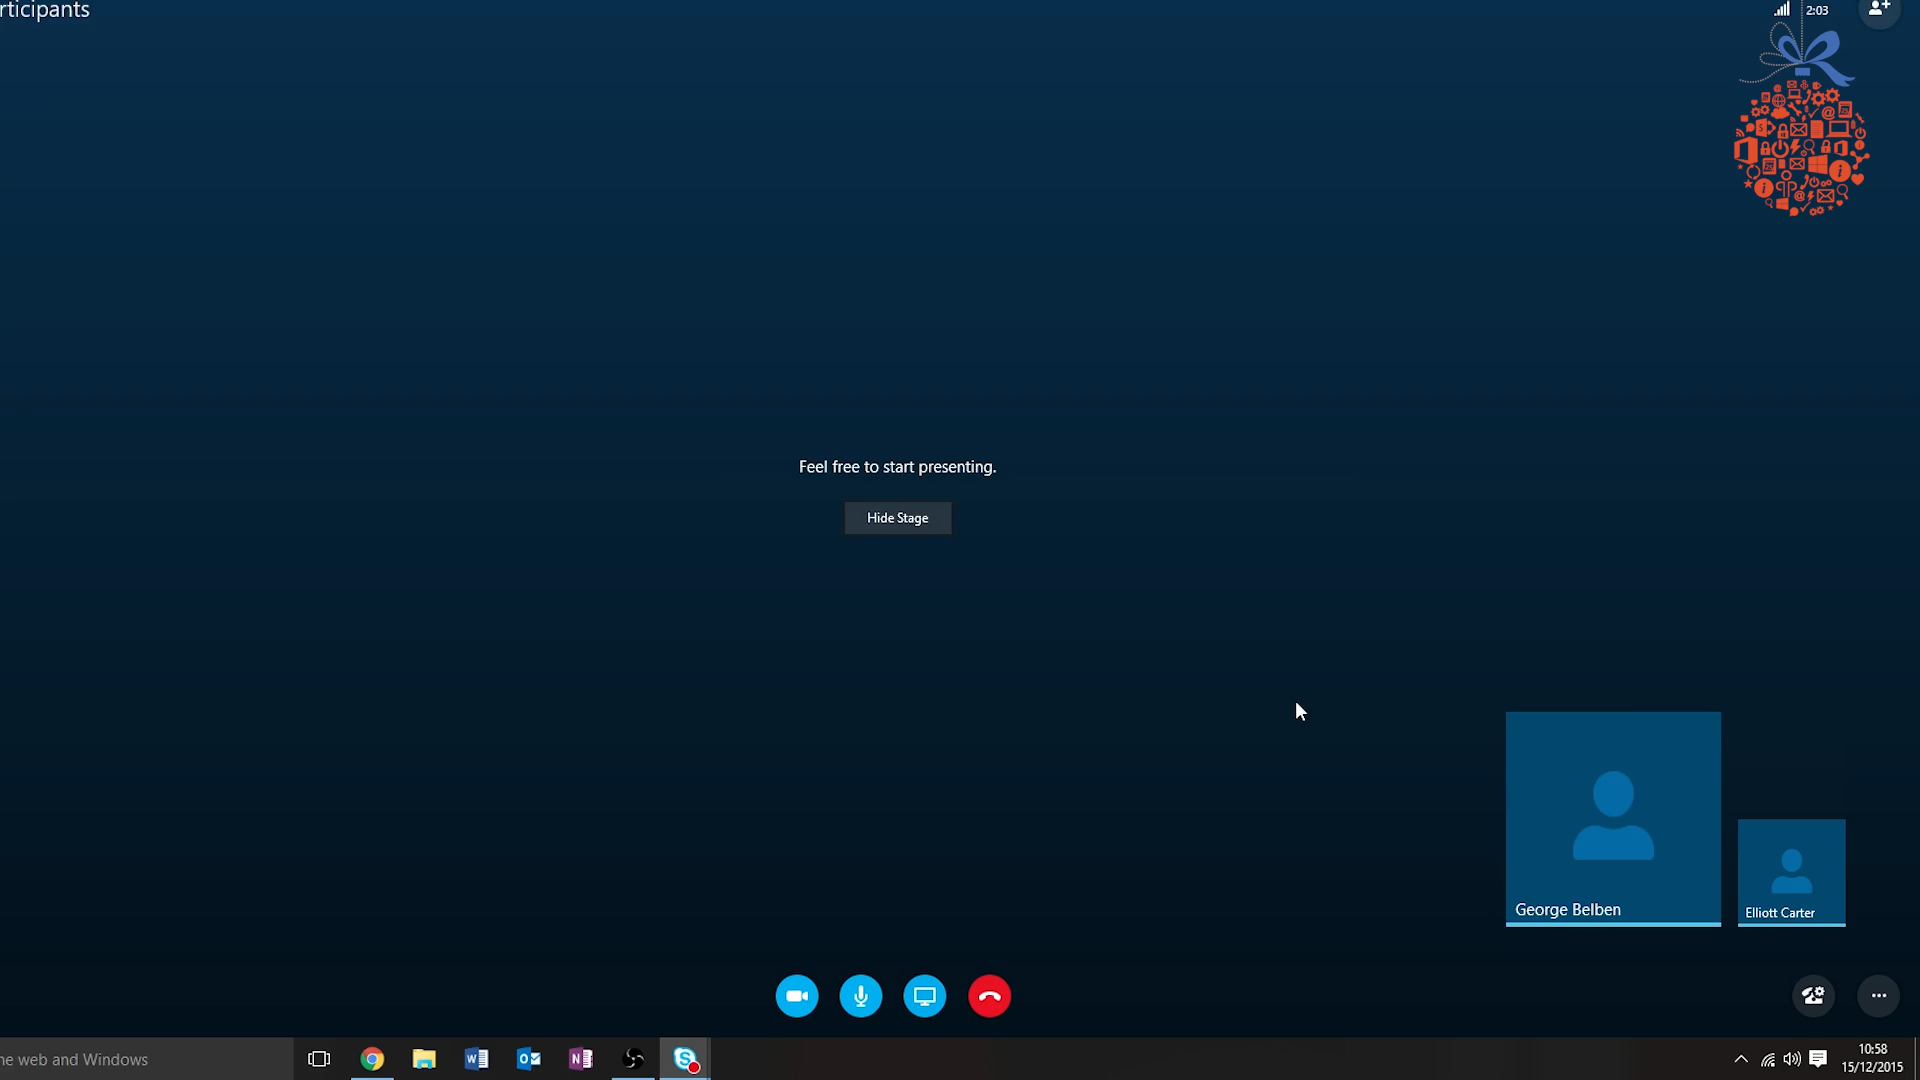 rticipants
2:03
Feel free to start presenting.
Hide Stage
George Belben
Elliott Carter
he web and Windows
10:58
15/12/2015